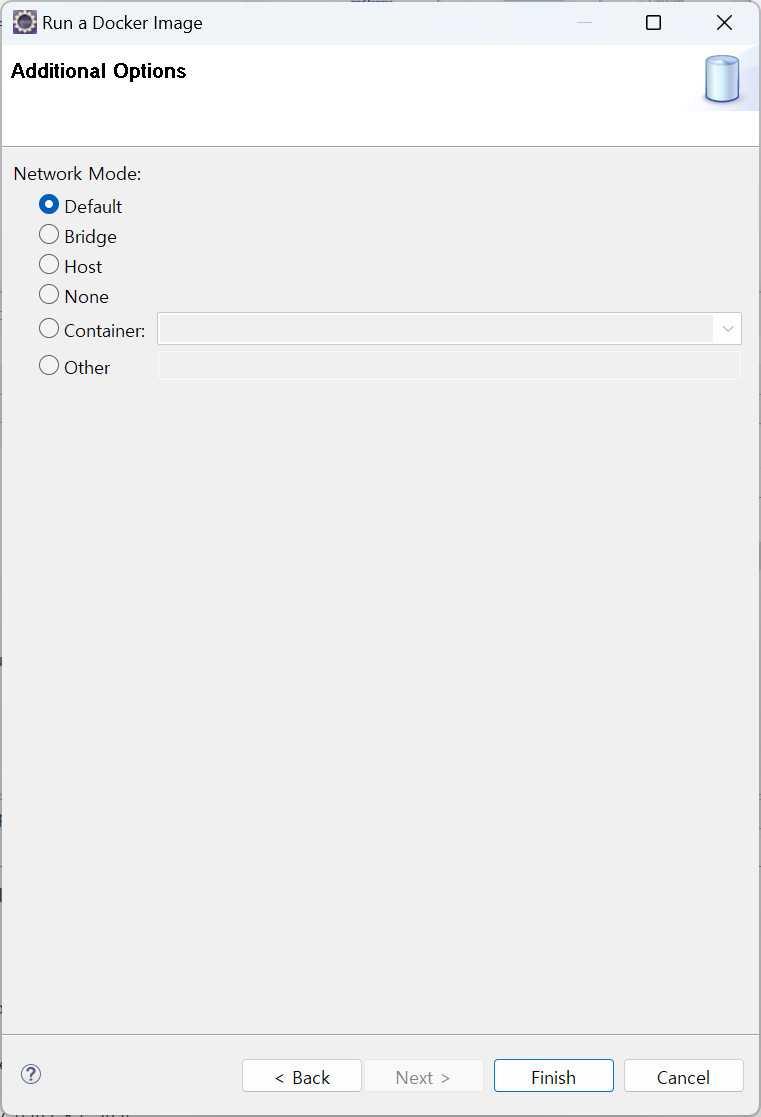 Run a Docker Image
Additional Options
Network Mode:
Default
Bridge
Host
None
Container:
Other
?
< Back
Next >
Finish
Cancel